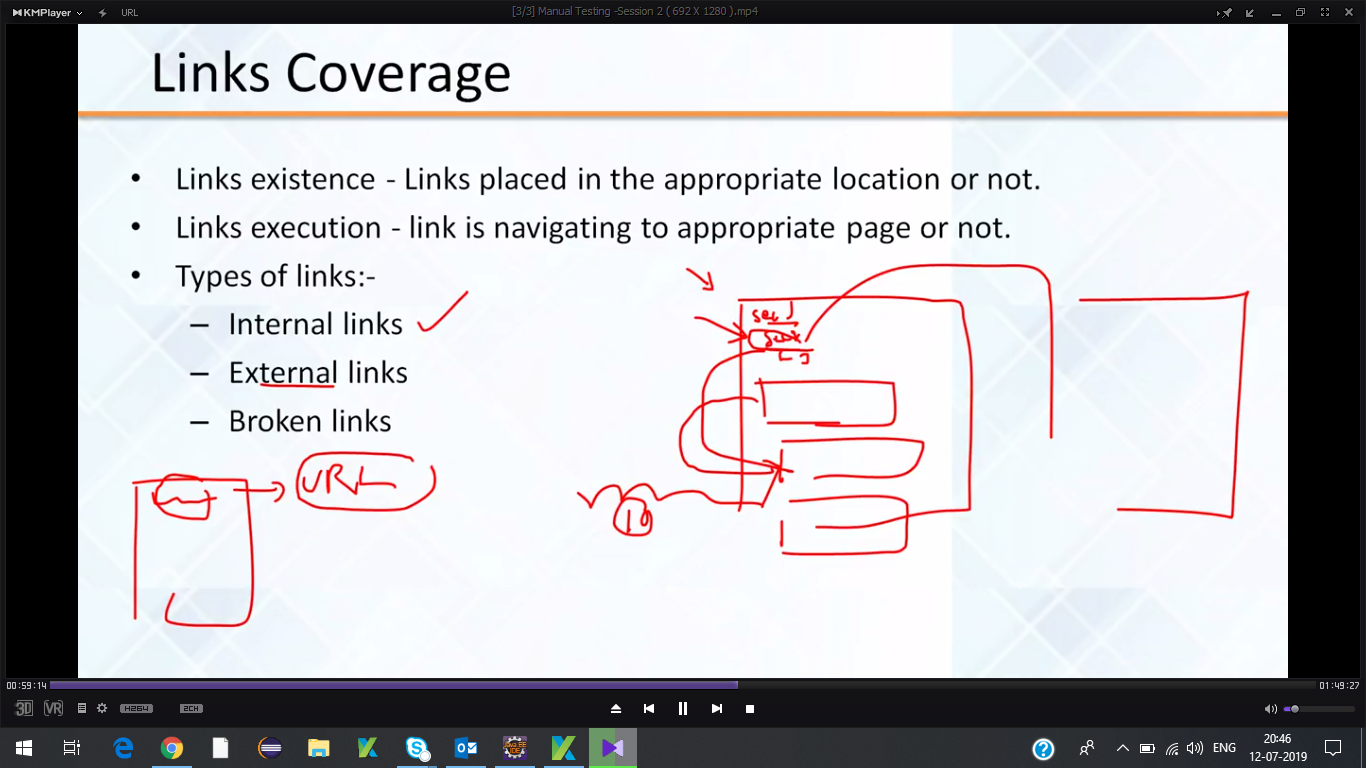 KMPlayer
URL
[3/3] Manual Testing -Session 2 ( 692 X 1280 ).mp4
Links Coverage
• Links existence - Links placed in the appropriate location or not.
• Links execution - link is navigating to appropriate page or not.
• Types of links:-
– Internal links
– External links
– Broken links
URL
10
00:59:14
01:49:27
3D VR H264 2CH
ENG
20:46
12-07-2019